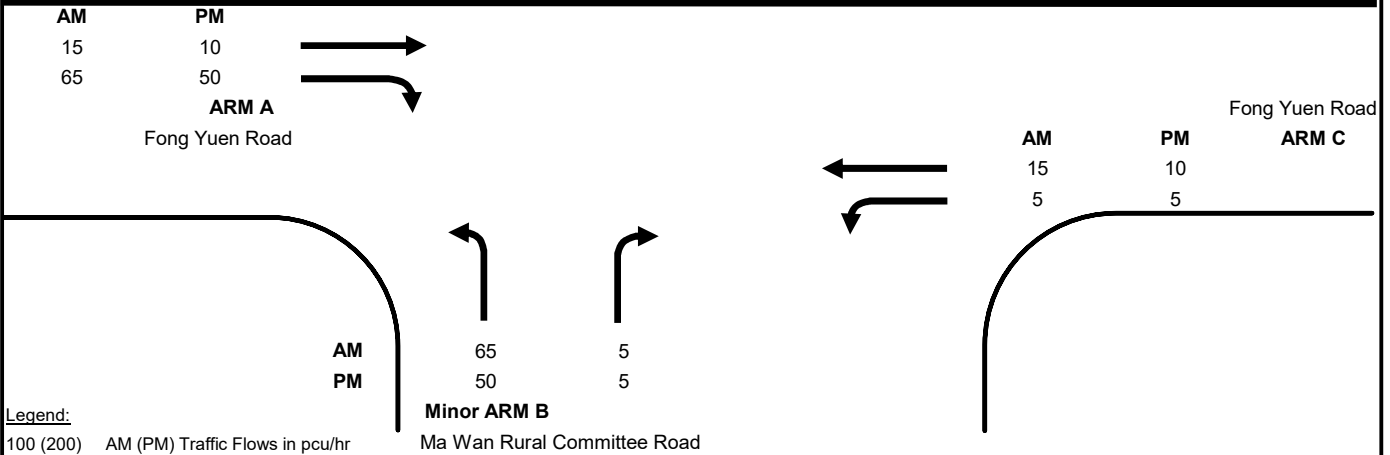 AM PM
15 10
65 50
ARM A
Fong Yuen Road
Fong Yuen Road
AM PM ARM C
15 10
5 5
AM 65 5
PM 50 5
Legend: Minor ARM B
100 (200) AM (PM) Traffic Flows in pcu/hr Ma Wan Rural Committee Road